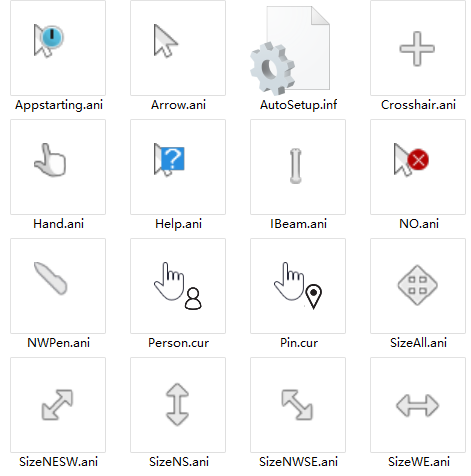 Appstarting.ani
Arrow.ani
AutoSetup.inf
Crosshair.ani
Hand.ani
Help.ani
IBeam.ani
NO.ani
NWPen.ani
Person.cur
Pin.cur
SizeAll.ani
SizeNESW.ani
SizeNS.ani
SizeNWSE.ani
SizeWE.ani